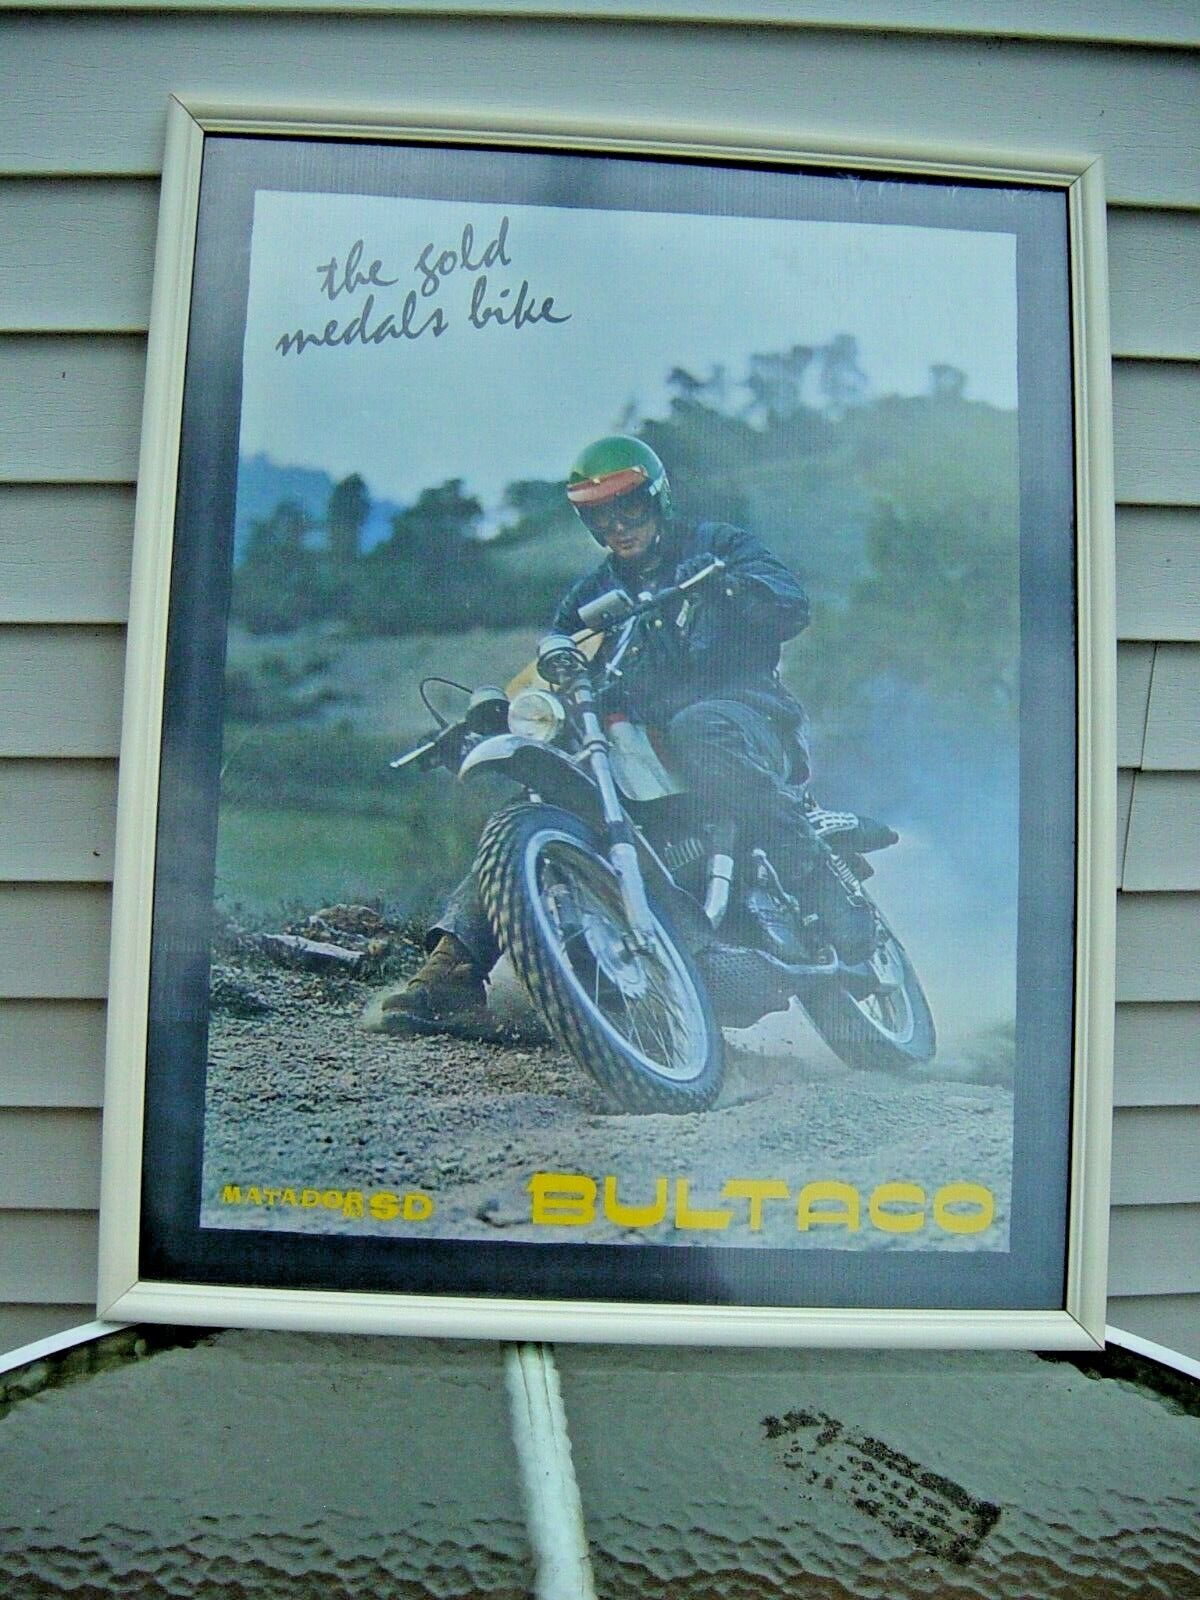 the gold
medals bike
MATADOR SD
BULTACO